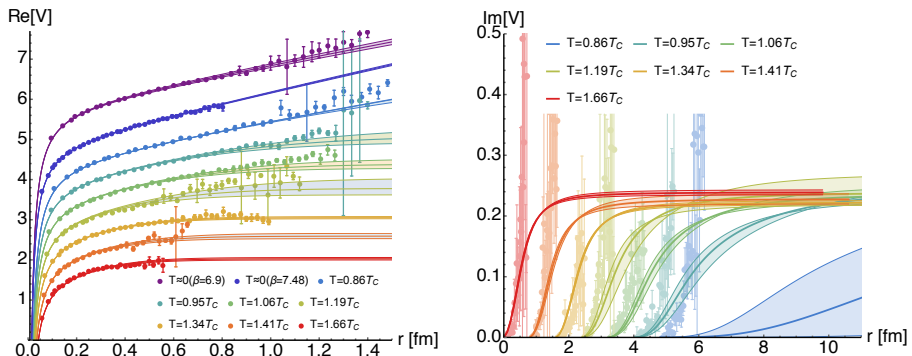 Re[V]
7
6
5
4
3
2
1
0.0 0.2 0.4 0.6 0.8 1.0 1.2 1.4 r [fm]
T≈0(β=6.9) T≈0(β=7.48) T=0.86T_C
T=0.95T_C T=1.06T_C T=1.19T_C
T=1.34T_C T=1.41T_C T=1.66T_C
Im[V]
0.5
0.4
0.3
0.2
0.1
0.0
0 2 4 6 8 10 r [fm]
T=0.86T_C T=0.95T_C T=1.06T_C
T=1.19T_C T=1.34T_C T=1.41T_C
T=1.66T_C